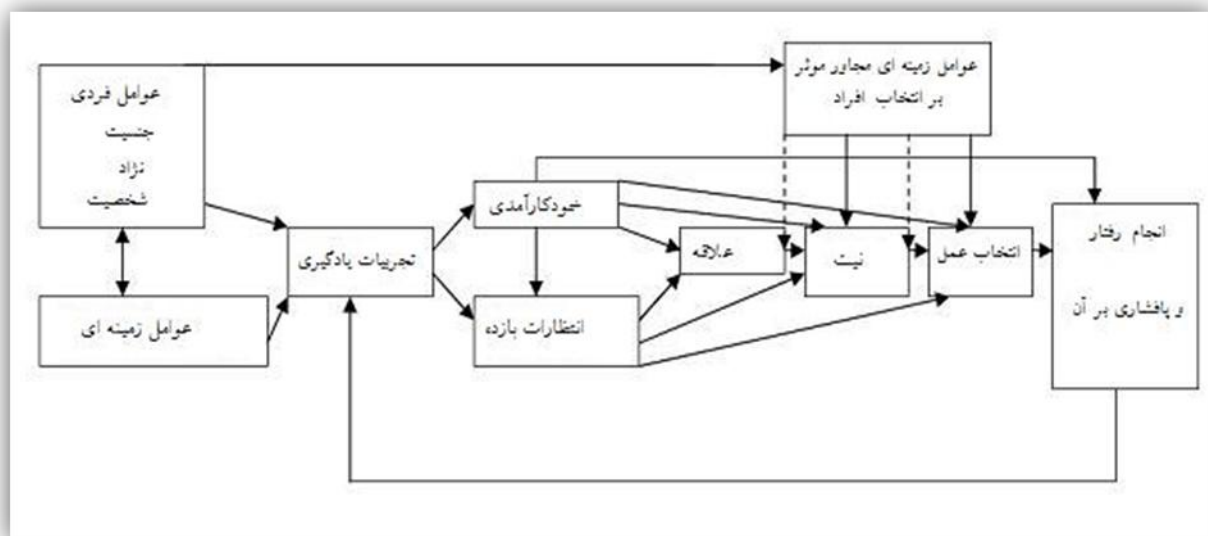 عوامل زمینه ای مجاور موثر
بر انتخاب افراد
عوامل فردی
جنسیت
نژاد
شخصیت
عوامل زمینه ای
تجربیات یادگیری
خودکارآمدی
انتظارات بازده
علاقه
نیت
انتخاب عمل
انجام رفتار
و پافشاری بر آن